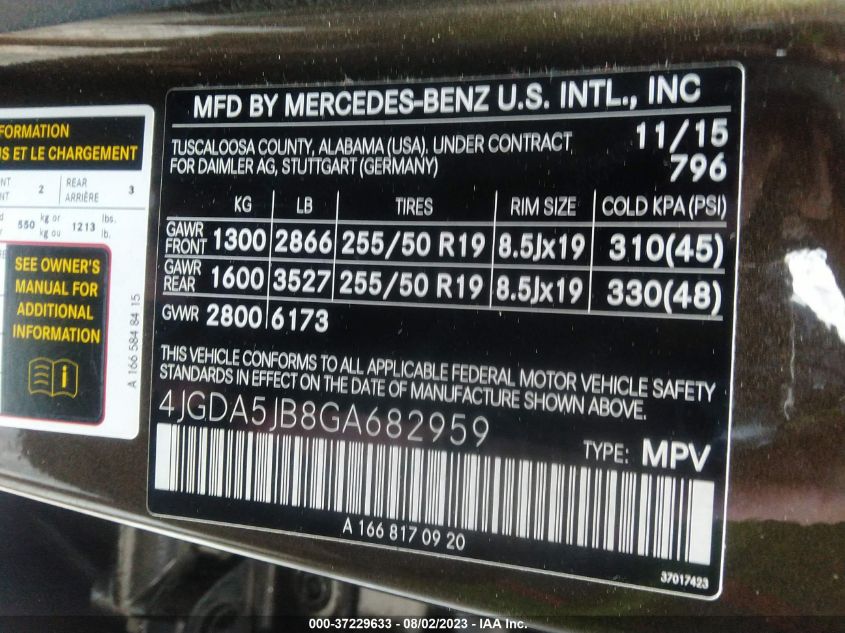 FORMATION
US ET LE CHARGEMENT
NT 2 REAR 3
NT ARRIÈRE
550 kg or 1213 lbs.
kg ou lb.
SEE OWNER'S
MANUAL FOR
ADDITIONAL
INFORMATION
A 166 584 84 15
MFD BY MERCEDES-BENZ U.S. INTL., INC
TUSCALOOSA COUNTY, ALABAMA (USA). UNDER CONTRACT 11/15
FOR DAIMLER AG, STUTTGART (GERMANY) 796
KG LB TIRES RIM SIZE COLD KPA (PSI)
GAWR FRONT 1300 2866 255/50 R19 8.5Jx19 310(45)
GAWR REAR 1600 3527 255/50 R19 8.5Jx19 330(48)
GVWR 2800 6173
THIS VEHICLE CONFORMS TO ALL APPLICABLE FEDERAL MOTOR VEHICLE SAFETY
STANDARDS IN EFFECT ON THE DATE OF MANUFACTURE SHOWN ABOVE.
4JGDA5JB8GA682959
TYPE: MPV
A 166 817 09 20
37017423
000-37229633 - 08/02/2023 - IAA Inc.